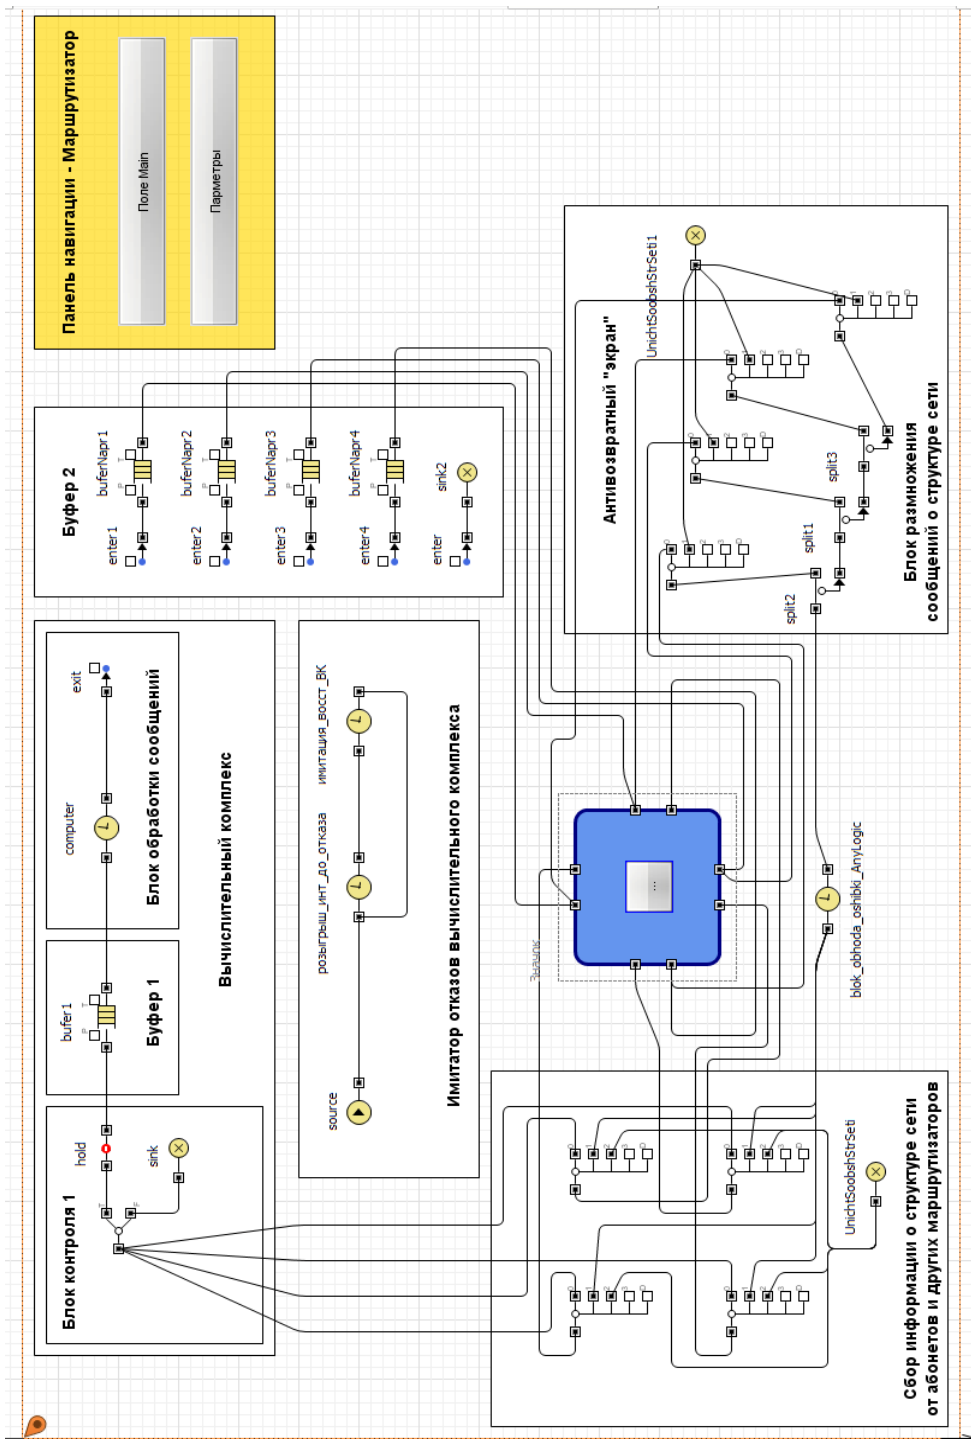 Панель навигации - Маршрутизатор
Поле Main
Парметры
Буфер 2
enter1
buferNapr1
enter2
buferNapr2
enter3
buferNapr3
enter4
buferNapr4
enter
sink2
Блок контроля 1
hold
sink
Буфер 1
bufer1
Блок обработки сообщений
computer
exit
Вычислительный комплекс
source
розыгрыш_инт_до_отказа
имитация_восст_ВК
Имитатор отказов вычислительного комплекса
Значок
...
blok_obhoda_oshibki_AnyLogic
Антивозвратный "экран"
UnichtSoobshStrSeti1
split2
split1
split3
Блок размножения
сообщений о структуре сети
UnichtSoobshStrSeti
Сбор информации о структуре сети
от абонетов и других маршрутизаторов